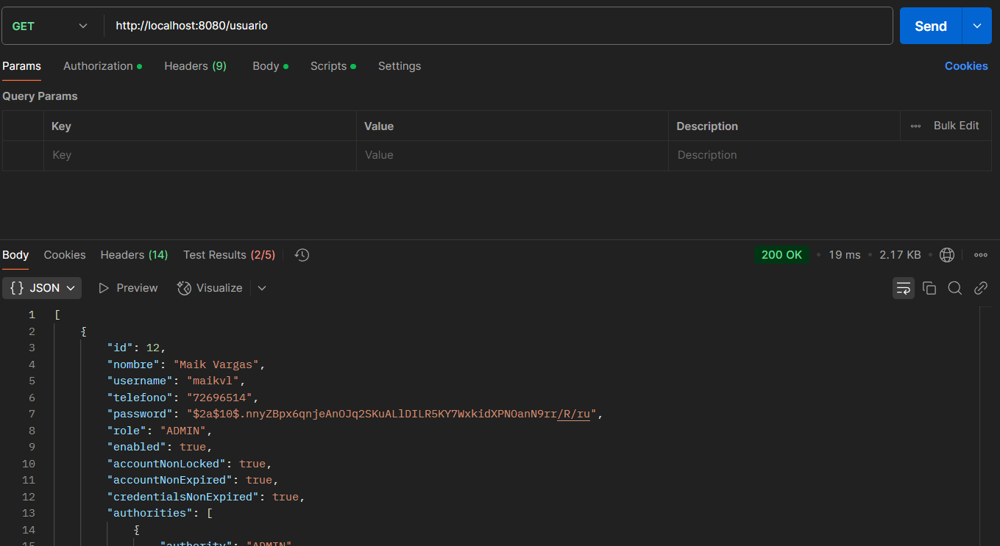 GET http://localhost:8080/usuario Send
Params Authorization Headers (9) Body Scripts Settings Cookies
Query Params
Key Value Description Bulk Edit
Key Value Description
Body Cookies Headers (14) Test Results (2/5) 200 OK 19 ms 2.17 KB
{} JSON Preview Visualize
1 [
2 {
3 "id": 12,
4 "nombre": "Maik Vargas",
5 "username": "maikvl",
6 "telefono": "72696514",
7 "password": "$2a$10$.nnyZBpx6qnjeAnOJq2SKuALlDILR5KY7WxkidXPNOanN9rr/R/ru",
8 "role": "ADMIN",
9 "enabled": true,
10 "accountNonLocked": true,
11 "accountNonExpired": true,
12 "credentialsNonExpired": true,
13 "authorities": [
14 {
15 "authority": "ADMIN"